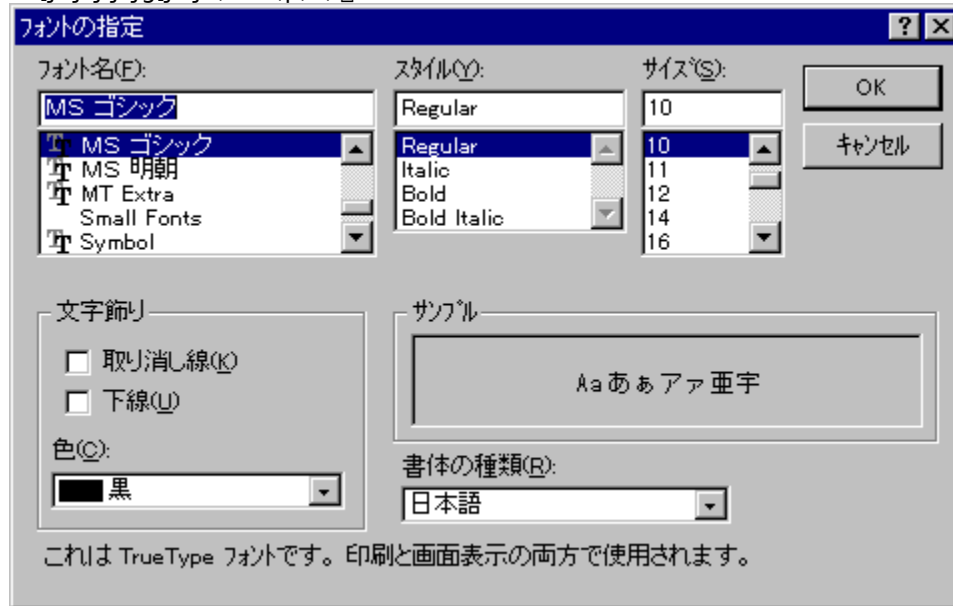 フォントの指定
フォント名(F):
スタイル(Y):
サイズ(S):
OK
MS ゴシック
Regular
10
キャンセル
MS ゴシック
MS 明朝
MT Extra
Small Fonts
Symbol
Regular
Italic
Bold
Bold Italic
10
11
12
14
16
文字飾り
取り消し線(K)
下線(U)
色(C):
黒
サンプル
Aaあぁアァ亜宇
書体の種類(R):
日本語
これは TrueType フォントです。印刷と画面表示の両方で使用されます。